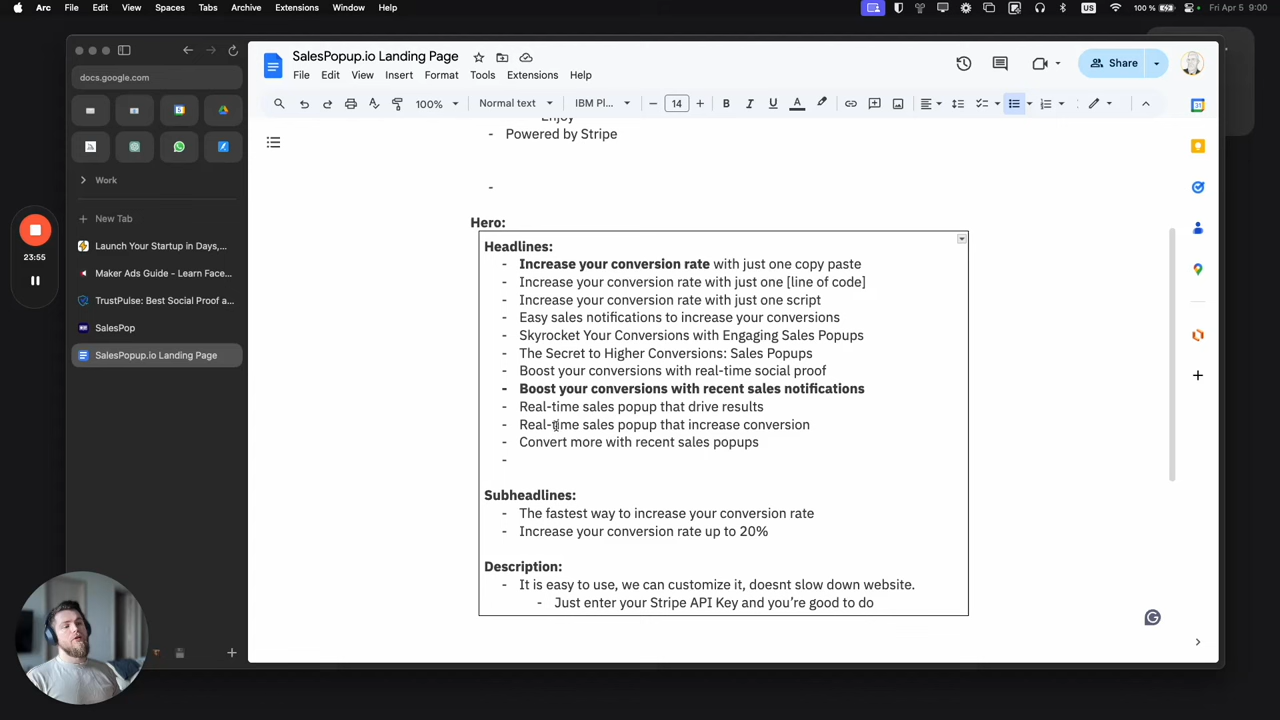 Arc File Edit View Spaces Tabs Archive Extensions Window Help
US 100 % Fri Apr 5 9:00
SalesPopup.io Landing Page
docs.google.com
File Edit View Insert Format Tools Extensions Help
Share
100% Normal text IBM Pl... 14 B I U A
Enjoy
- Powered by Stripe
Work
-
New Tab
Hero:
23:55
Launch Your Startup in Days,...
Maker Ads Guide - Learn Face...
TrustPulse: Best Social Proof a...
SalesPop
SalesPopup.io Landing Page
Headlines:
- Increase your conversion rate with just one copy paste
- Increase your conversion rate with just one [line of code]
- Increase your conversion rate with just one script
- Easy sales notifications to increase your conversions
- Skyrocket Your Conversions with Engaging Sales Popups
- The Secret to Higher Conversions: Sales Popups
- Boost your conversions with real-time social proof
- Boost your conversions with recent sales notifications
- Real-time sales popup that drive results
- Real-time sales popup that increase conversion
- Convert more with recent sales popups
-
Subheadlines:
- The fastest way to increase your conversion rate
- Increase your conversion rate up to 20%
Description:
- It is easy to use, we can customize it, doesnt slow down website.
- Just enter your Stripe API Key and you're good to do